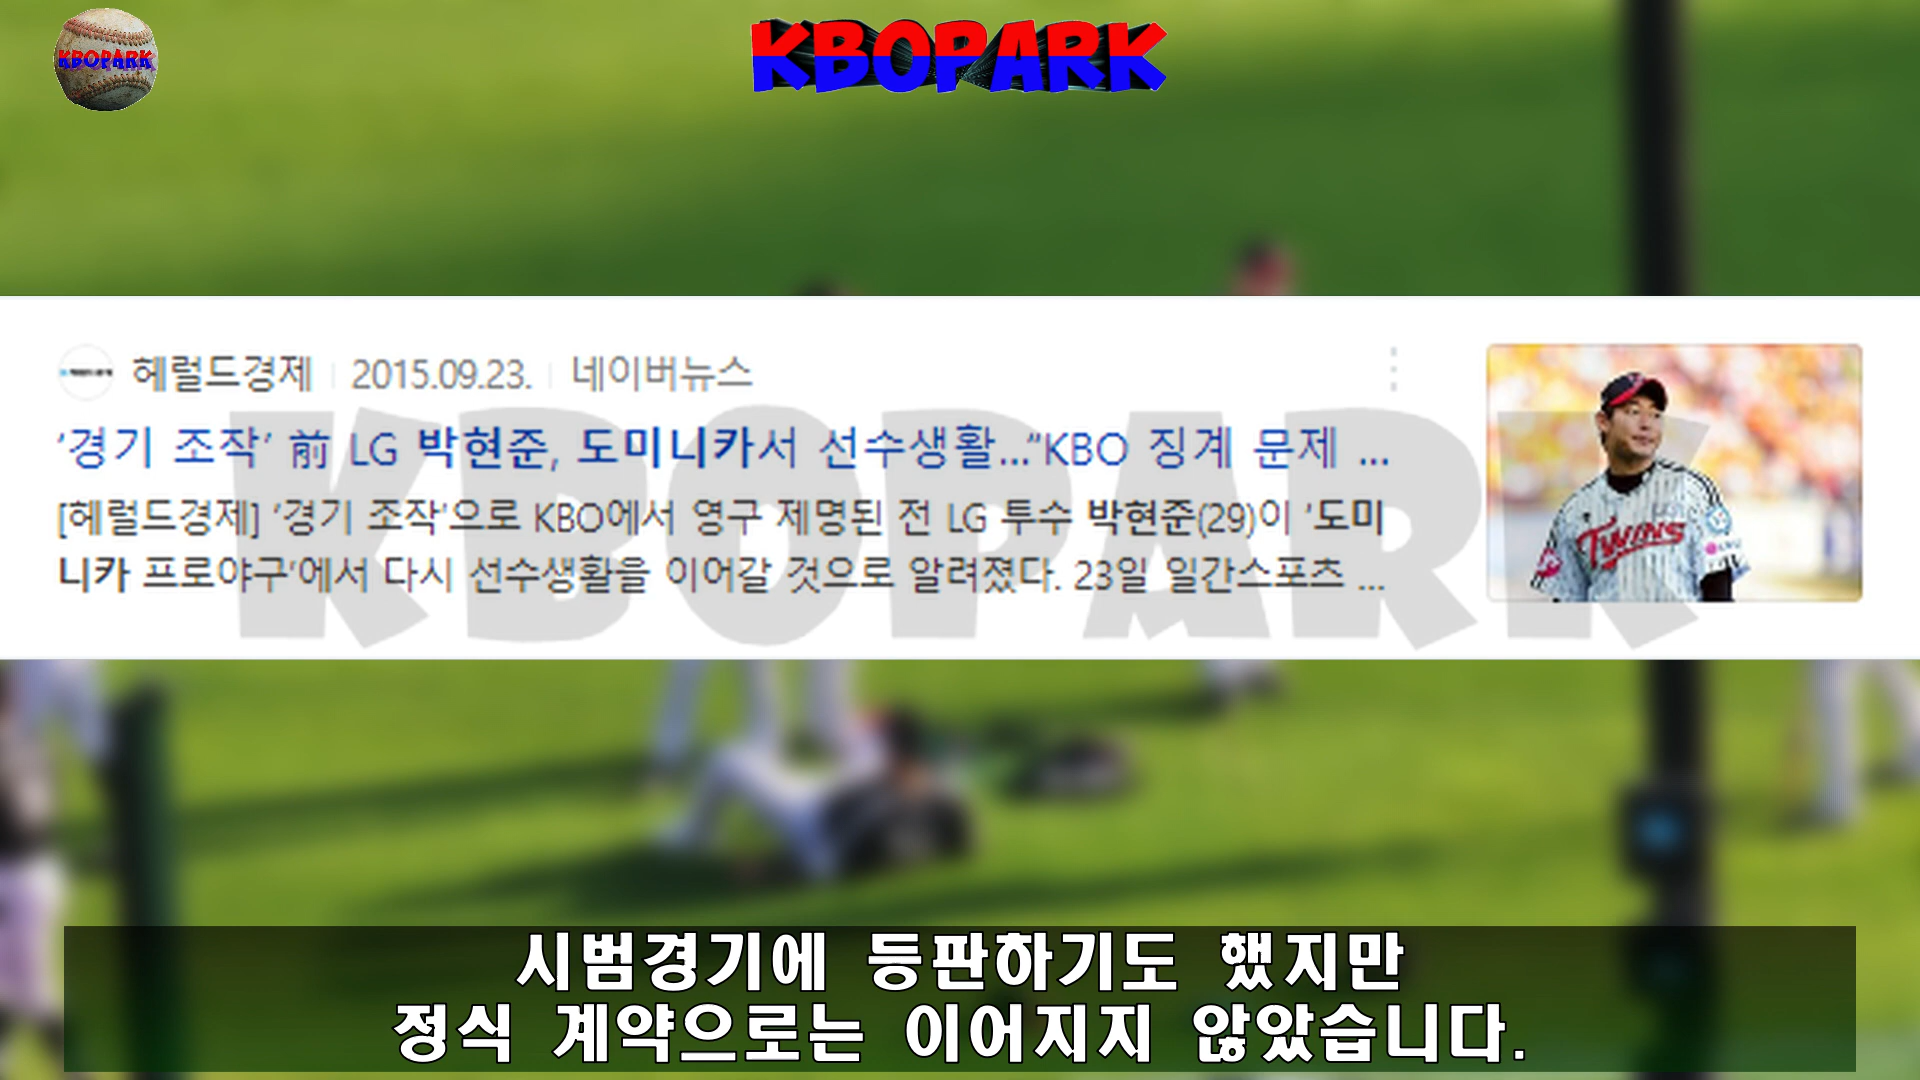 KBOPARK
KBOPARK
헤럴드경제 2015.09.23. 네이버뉴스
‘경기 조작’ 前 LG 박현준, 도미니카서 선수생활...“KBO 징계 문제 ...
[헤럴드경제] ‘경기 조작’으로 KBO에서 영구 제명된 전 LG 투수 박현준(29)이 ‘도미
니카 프로야구’에서 다시 선수생활을 이어갈 것으로 알려졌다. 23일 일간스포츠 ...
KBOPARK
TWINS
시범경기에 등판하기도 했지만
정식 계약으로는 이어지지 않았습니다.